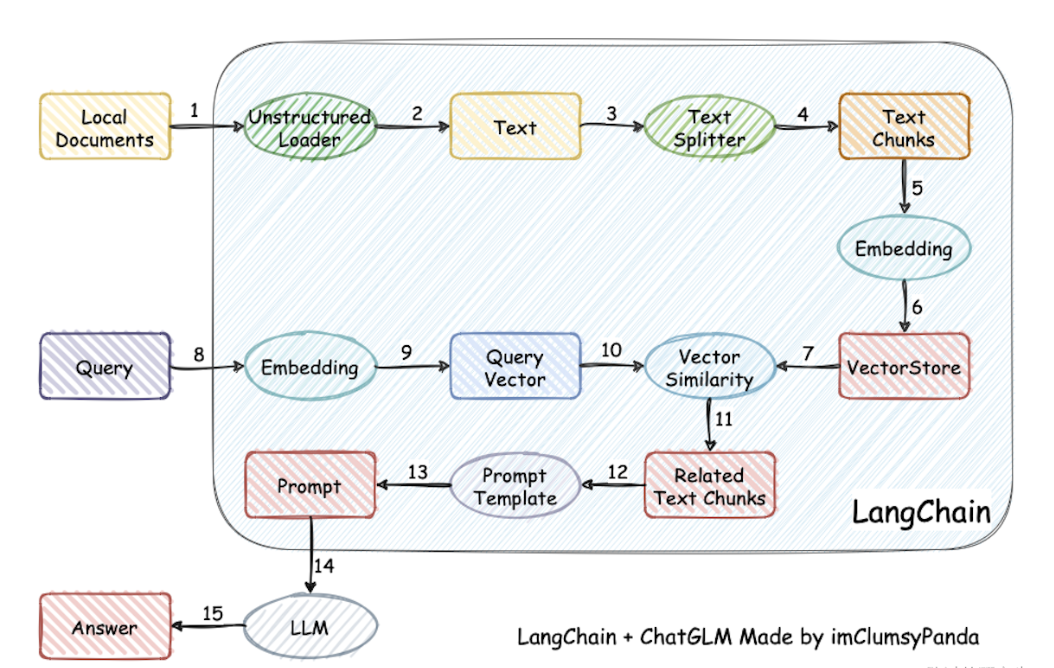 1
2
3
4
Local
Documents
Unstructured
Loader
Text
Text
Splitter
Text
Chunks
5
Embedding
6
8
9
10
7
Query
Embedding
Query
Vector
Vector
Similarity
VectorStore
11
13
12
Prompt
Prompt
Template
Related
Text Chunks
LangChain
14
15
Answer
LLM
LangChain + ChatGLM Made by imClumsyPanda